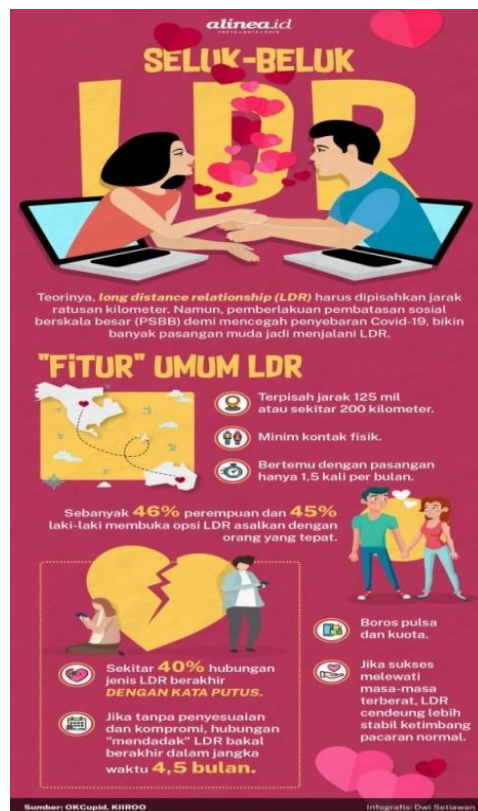 alinea.id
FAKTA • DATA • KATA
SELUK-BELUK
LDR
Teorinya, long distance relationship (LDR) harus dipisahkan jarak
ratusan kilometer. Namun, pemberlakuan pembatasan sosial
berskala besar (PSBB) demi mencegah penyebaran Covid-19, bikin
banyak pasangan muda jadi menjalani LDR.
"FITUR" UMUM LDR
Terpisah jarak 125 mil
atau sekitar 200 kilometer.
Minim kontak fisik.
Bertemu dengan pasangan
hanya 1,5 kali per bulan.
Sebanyak 46% perempuan dan 45%
laki-laki membuka opsi LDR asalkan dengan
orang yang tepat.
Sekitar 40% hubungan
jenis LDR berakhir
DENGAN KATA PUTUS.
Jika tanpa penyesuaian
dan kompromi, hubungan
"mendadak" LDR bakal
berakhir dalam jangka
waktu 4,5 bulan.
Boros pulsa
dan kuota.
Jika sukses
melewati
masa-masa
terberat, LDR
cendeung lebih
stabil ketimbang
pacaran normal.
Sumber: OKCupid, KIIROO
Infografis: Dwi Setiawan